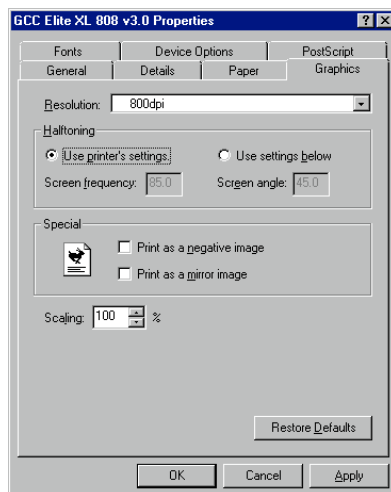 GCC Elite XL 808 v3.0 Properties
Fonts Device Options PostScript
General Details Paper Graphics
Resolution: 800dpi
Halftoning
Use printer's settings. Use settings below
Screen frequency: 85.0 Screen angle: 45.0
Special
Print as a negative image
Print as a mirror image
Scaling: 100 %
Restore Defaults
OK Cancel Apply